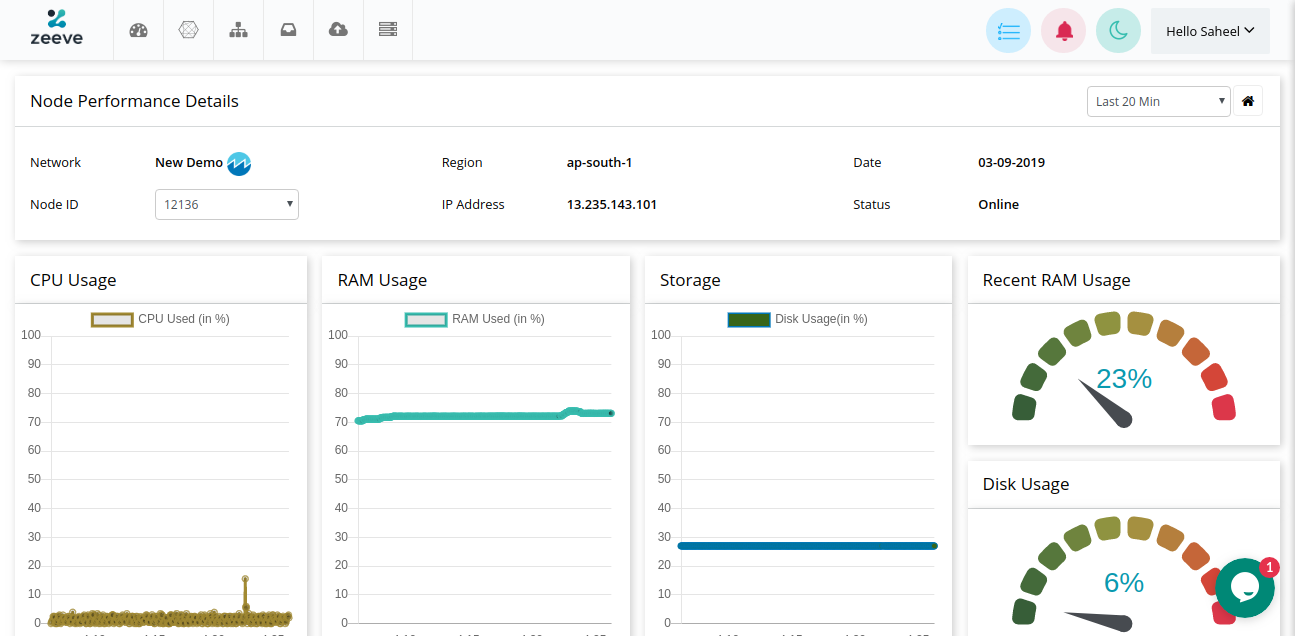 zeeve
Hello Saheel
Node Performance Details
Last 20 Min
Network New Demo Region ap-south-1 Date 03-09-2019
Node ID 12136 IP Address 13.235.143.101 Status Online
CPU Usage
CPU Used (in %)
100
90
80
70
60
50
40
30
20
10
0
RAM Usage
RAM Used (in %)
100
90
80
70
60
50
40
30
20
10
0
Storage
Disk Usage(in %)
100
90
80
70
60
50
40
30
20
10
0
Recent RAM Usage
23%
Disk Usage
6%
1